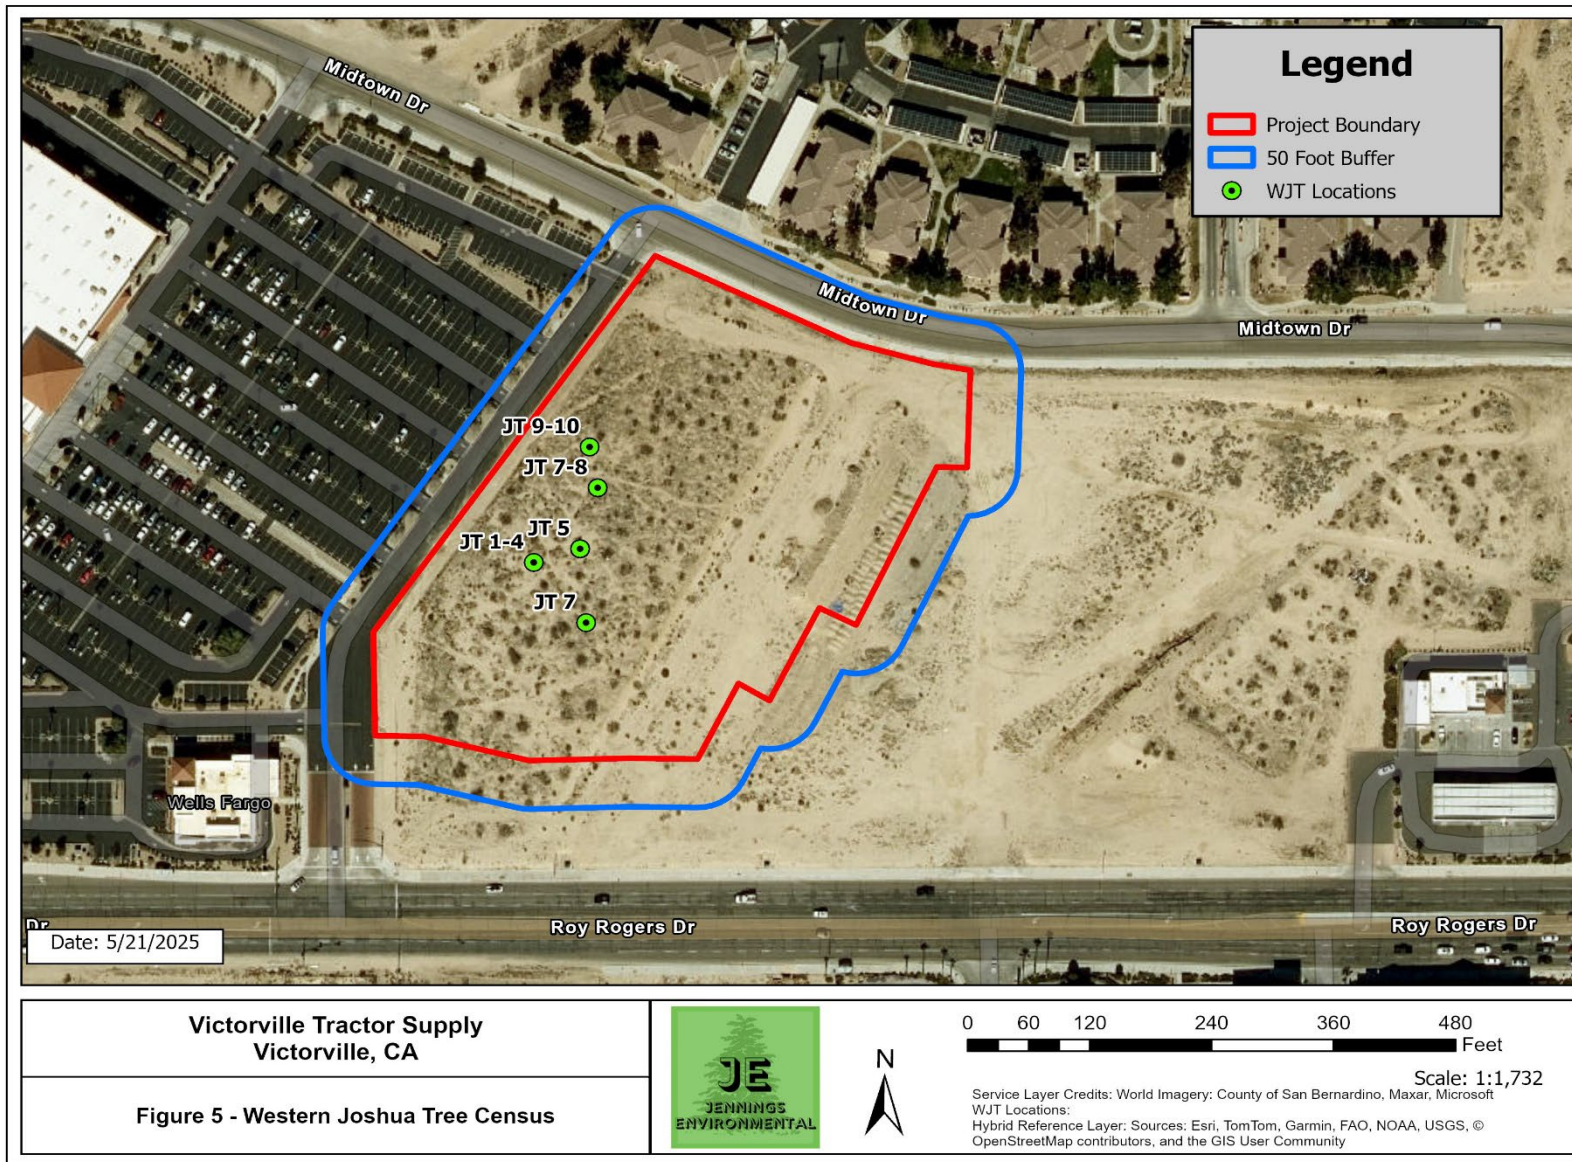 Legend
Project Boundary
50 Foot Buffer
WJT Locations
Midtown Dr
Midtown Dr
Midtown Dr
JT 9-10
JT 7-8
JT 5
JT 1-4
JT 7
Wells Fargo
Dr
Roy Rogers Dr
Roy Rogers Dr
Date: 5/21/2025
Victorville Tractor Supply
Victorville, CA
Figure 5 - Western Joshua Tree Census
JE
JENNINGS
ENVIRONMENTAL
N
0 60 120 240 360 480
Feet
Scale: 1:1,732
Service Layer Credits: World Imagery: County of San Bernardino, Maxar, Microsoft
WJT Locations:
Hybrid Reference Layer: Sources: Esri, TomTom, Garmin, FAO, NOAA, USGS, ©
OpenStreetMap contributors, and the GIS User Community